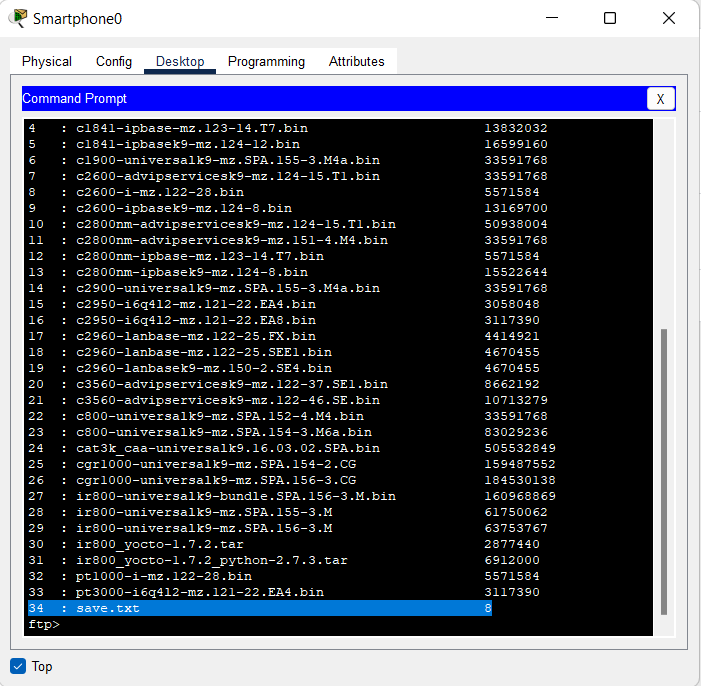 Smartphone0
Physical Config Desktop Programming Attributes
Command Prompt X
4 : c1841-ipbase-mz.123-14.T7.bin 13832032
5 : c1841-ipbasek9-mz.124-12.bin 16599160
6 : c1900-universalk9-mz.SPA.155-3.M4a.bin 33591768
7 : c2600-advipservicesk9-mz.124-15.T1.bin 33591768
8 : c2600-i-mz.122-28.bin 5571584
9 : c2600-ipbasek9-mz.124-8.bin 13169700
10 : c2800nm-advipservicesk9-mz.124-15.T1.bin 50938004
11 : c2800nm-advipservicesk9-mz.151-4.M4.bin 33591768
12 : c2800nm-ipbase-mz.123-14.T7.bin 5571584
13 : c2800nm-ipbasek9-mz.124-8.bin 15522644
14 : c2900-universalk9-mz.SPA.155-3.M4a.bin 33591768
15 : c2950-i6q4l2-mz.121-22.EA4.bin 3058048
16 : c2950-i6q4l2-mz.121-22.EA8.bin 3117390
17 : c2960-lanbase-mz.122-25.FX.bin 4414921
18 : c2960-lanbase-mz.122-25.SEE1.bin 4670455
19 : c2960-lanbasek9-mz.150-2.SE4.bin 4670455
20 : c3560-advipservicesk9-mz.122-37.SE1.bin 8662192
21 : c3560-advipservicesk9-mz.122-46.SE.bin 10713279
22 : c800-universalk9-mz.SPA.152-4.M4.bin 33591768
23 : c800-universalk9-mz.SPA.154-3.M6a.bin 83029236
24 : cat3k_caa-universalk9.16.03.02.SPA.bin 505532849
25 : cgr1000-universalk9-mz.SPA.154-2.CG 159487552
26 : cgr1000-universalk9-mz.SPA.156-3.CG 184530138
27 : ir800-universalk9-bundle.SPA.156-3.M.bin 160968869
28 : ir800-universalk9-mz.SPA.155-3.M 61750062
29 : ir800-universalk9-mz.SPA.156-3.M 63753767
30 : ir800_yocto-1.7.2.tar 2877440
31 : ir800_yocto-1.7.2_python-2.7.3.tar 6912000
32 : pt1000-i-mz.122-28.bin 5571584
33 : pt3000-i6q4l2-mz.121-22.EA4.bin 3117390
34 : save.txt 8
ftp>
Top